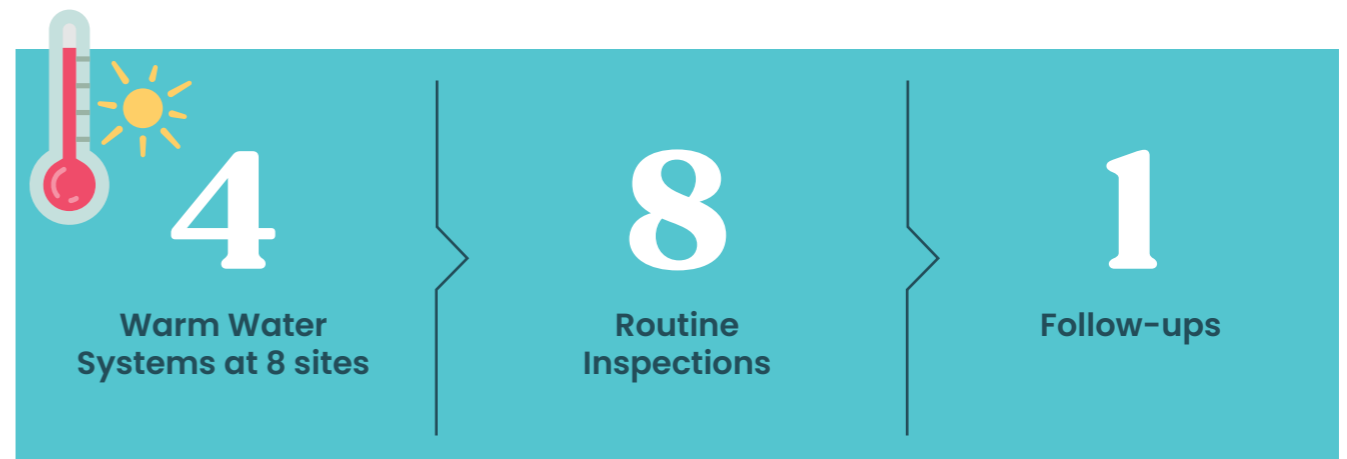 4
Warm Water
Systems at 8 sites
8
Routine
Inspections
1
Follow-ups